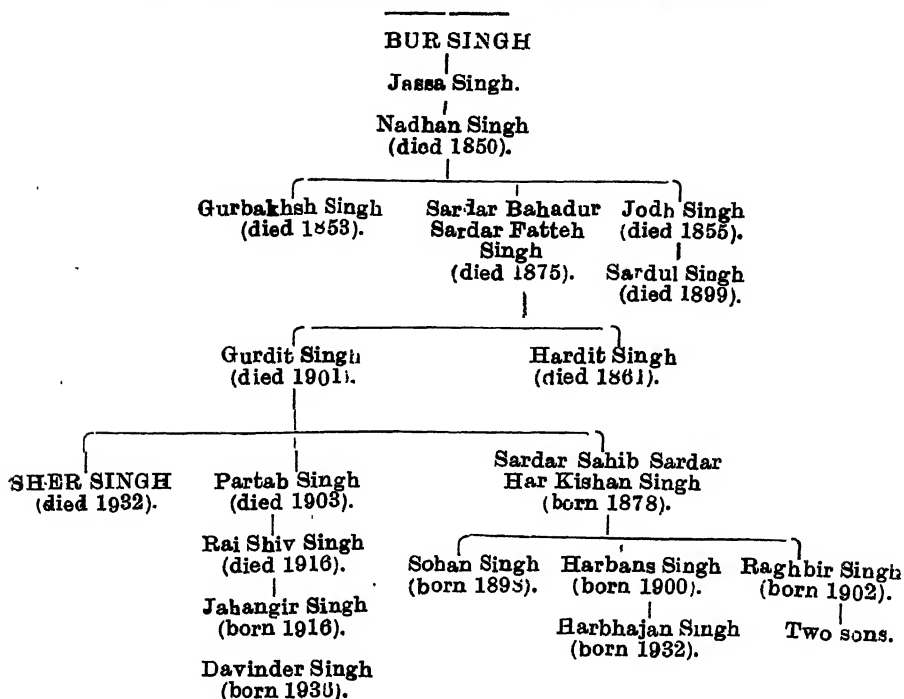 BUR SINGH
Jassa Singh.
Nadhan Singh
(died 1850).
Gurbakhsh Singh
(died 1853).
Sardar Bahadur
Sardar Fatteh
Singh
(died 1875).
Jodh Singh
(died 1855).
Sardul Singh
(died 1899).
Gurdit Singh
(died 1901).
Hardit Singh
(died 1861).
SHER SINGH
(died 1932).
Partab Singh
(died 1903).
Sardar Sahib Sardar
Har Kishan Singh
(born 1878).
Rai Shiv Singh
(died 1916).
Jahangir Singh
(born 1916).
Davinder Singh
(born
Sohan Singh
(born
Harbans Singh
(born 1900).
Harbhajan Singh
(born 1932).
Raghbir Singh
(born 1902).
Two sons.